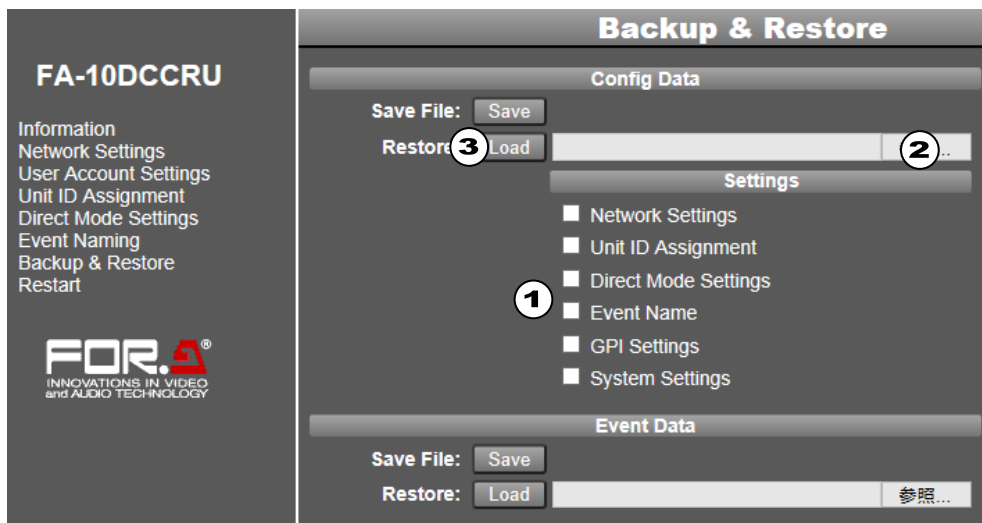 Backup & Restore
FA-10DCCRU
Information
Network Settings
User Account Settings
Unit ID Assignment
Direct Mode Settings
Event Naming
Backup & Restore
Restart
FOR.A®
INNOVATIONS IN VIDEO
and AUDIO TECHNOLOGY
Config Data
Save File: Save
Restore 3 Load 2 ..
Settings
Network Settings
Unit ID Assignment
Direct Mode Settings
1
Event Name
GPI Settings
System Settings
Event Data
Save File: Save
Restore: Load 参照...